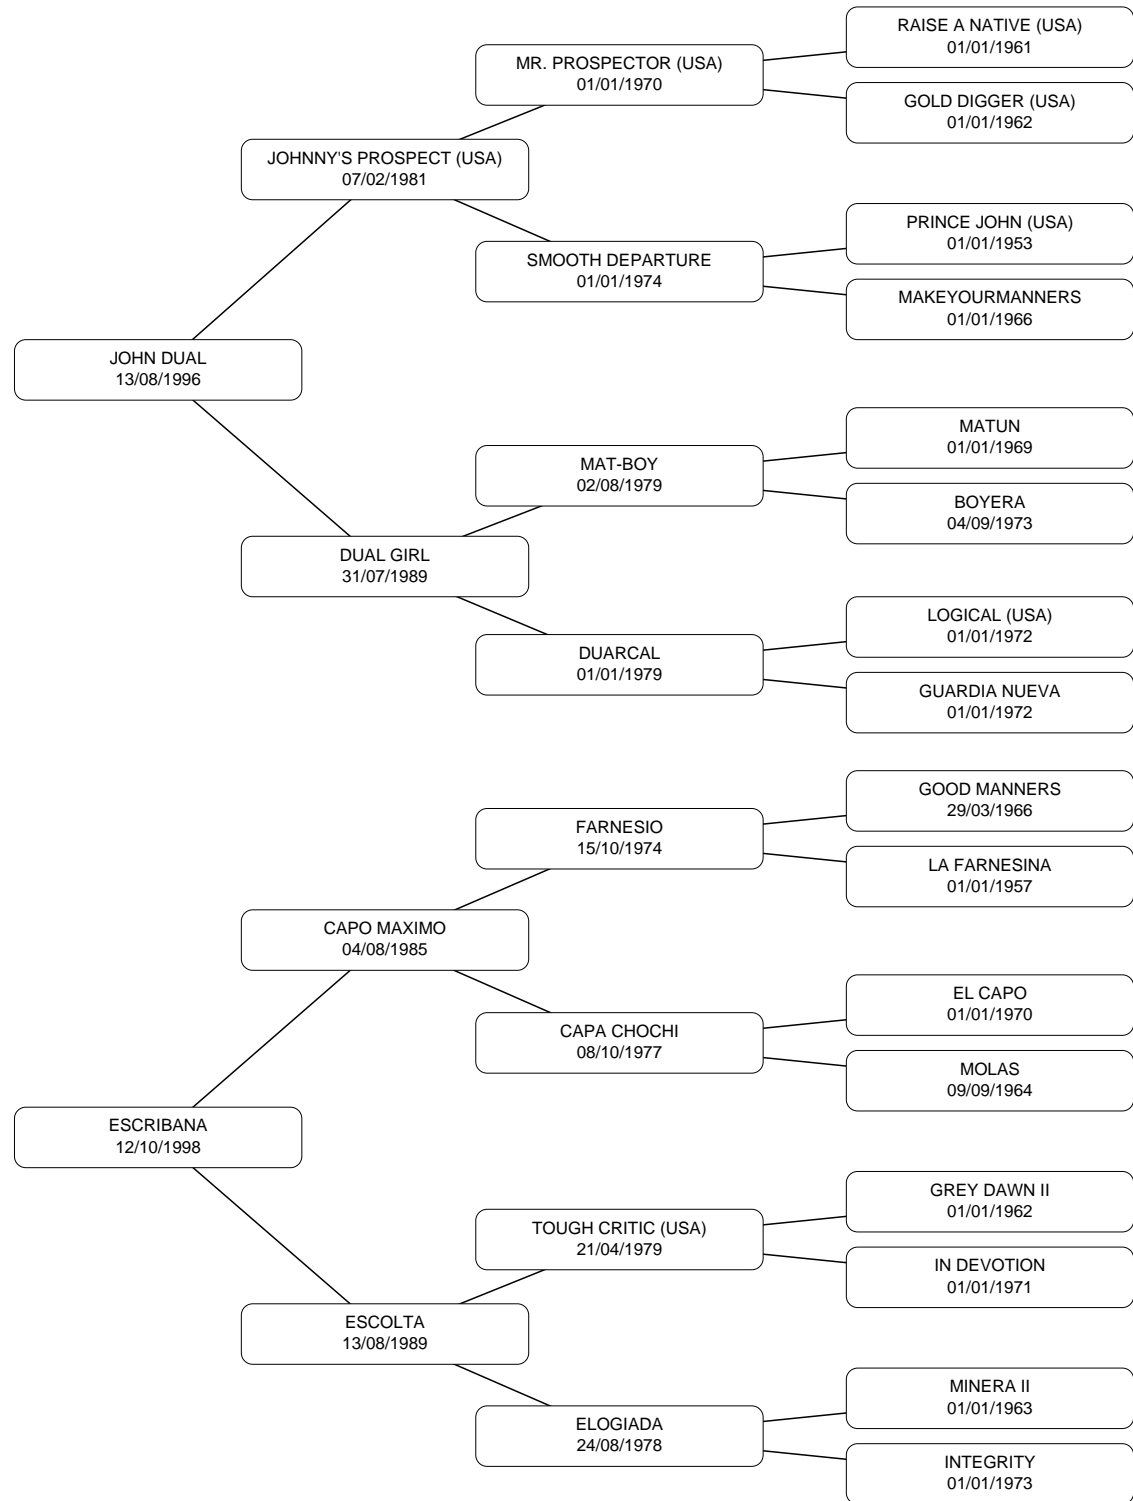 RAISE A NATIVE (USA)
01/01/1961
MR. PROSPECTOR (USA)
01/01/1970
GOLD DIGGER (USA)
01/01/1962
JOHNNY'S PROSPECT (USA)
07/02/1981
PRINCE JOHN (USA)
01/01/1953
SMOOTH DEPARTURE
01/01/1974
MAKEYOURMANNERS
01/01/1966
JOHN DUAL
13/08/1996
MATUN
01/01/1969
MAT-BOY
02/08/1979
BOYERA
04/09/1973
DUAL GIRL
31/07/1989
LOGICAL (USA)
01/01/1972
DUARCAL
01/01/1979
GUARDIA NUEVA
01/01/1972
GOOD MANNERS
29/03/1966
FARNESIO
15/10/1974
LA FARNESINA
01/01/1957
CAPO MAXIMO
04/08/1985
EL CAPO
01/01/1970
CAPA CHOCHI
08/10/1977
MOLAS
09/09/1964
ESCRIBANA
12/10/1998
GREY DAWN II
01/01/1962
TOUGH CRITIC (USA)
21/04/1979
IN DEVOTION
01/01/1971
ESCOLTA
13/08/1989
MINERA II
01/01/1963
ELOGIADA
24/08/1978
INTEGRITY
01/01/1973